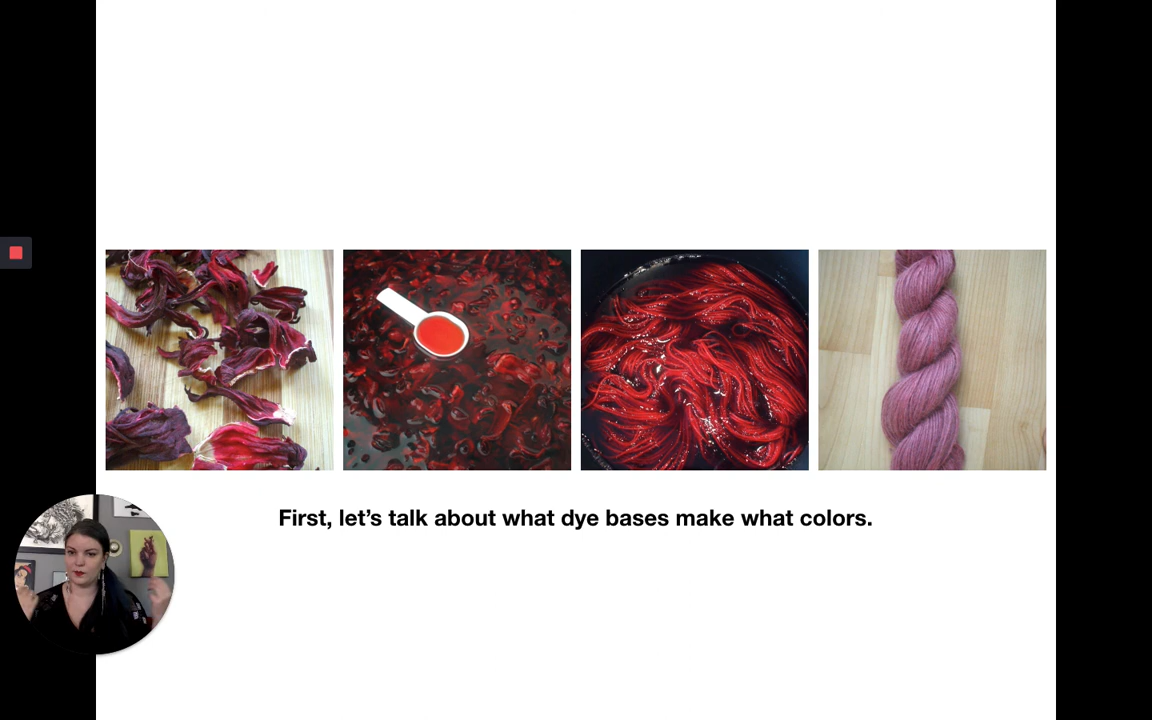 First, let’s talk about what dye bases make what colors.